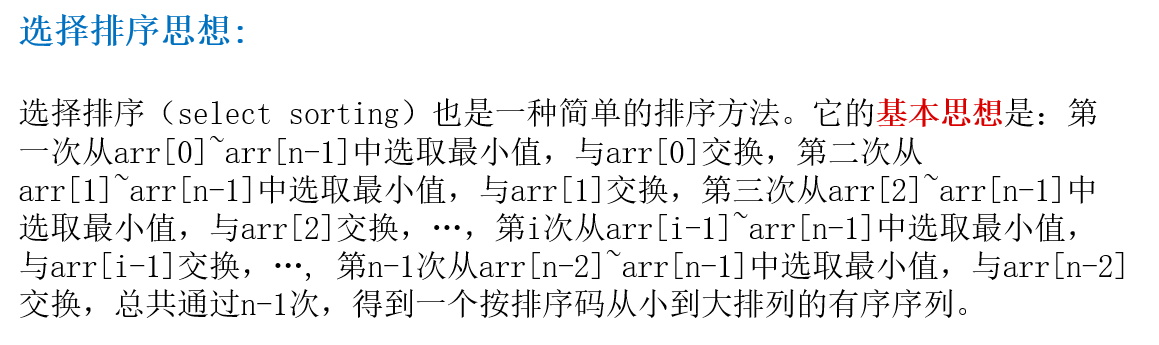 选择排序思想:
选择排序（select sorting）也是一种简单的排序方法。它的基本思想是：第
一次从arr[0]~arr[n-1]中选取最小值，与arr[0]交换，第二次从
arr[1]~arr[n-1]中选取最小值，与arr[1]交换，第三次从arr[2]~arr[n-1]中
选取最小值，与arr[2]交换，…，第i次从arr[i-1]~arr[n-1]中选取最小值，
与arr[i-1]交换，…, 第n-1次从arr[n-2]~arr[n-1]中选取最小值，与arr[n-2]
交换，总共通过n-1次，得到一个按排序码从小到大排列的有序序列。